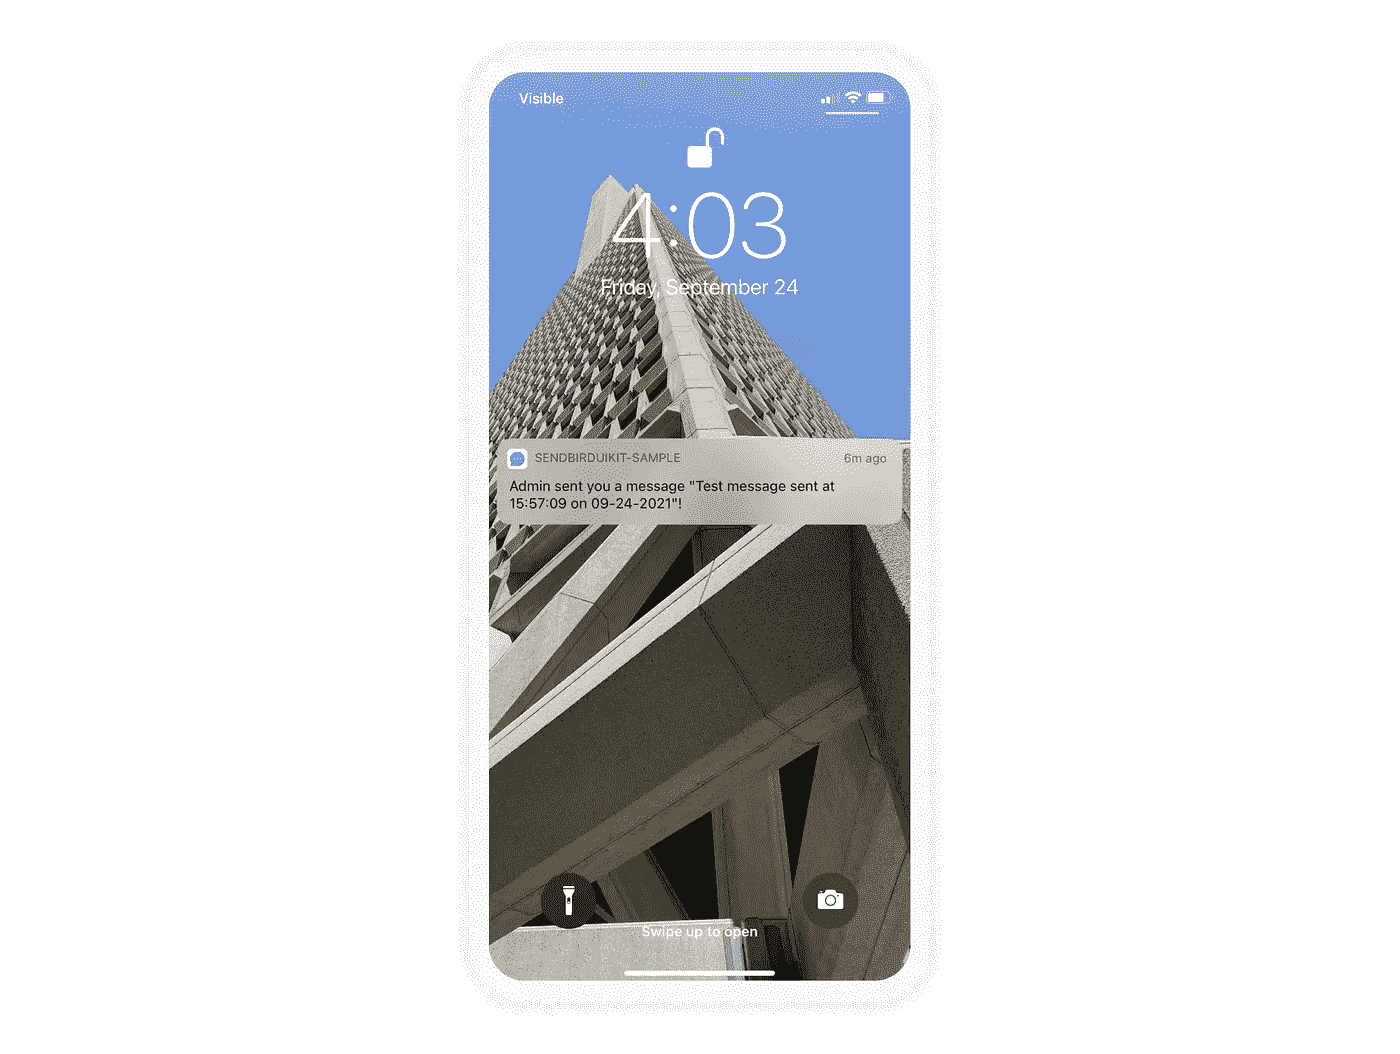 Visible
4:03
Friday, September 24
SENDBIRDUIKIT-SAMPLE 6m ago
Admin sent you a message "Test message sent at
15:57:09 on 09-24-2021"!
Swipe up to open